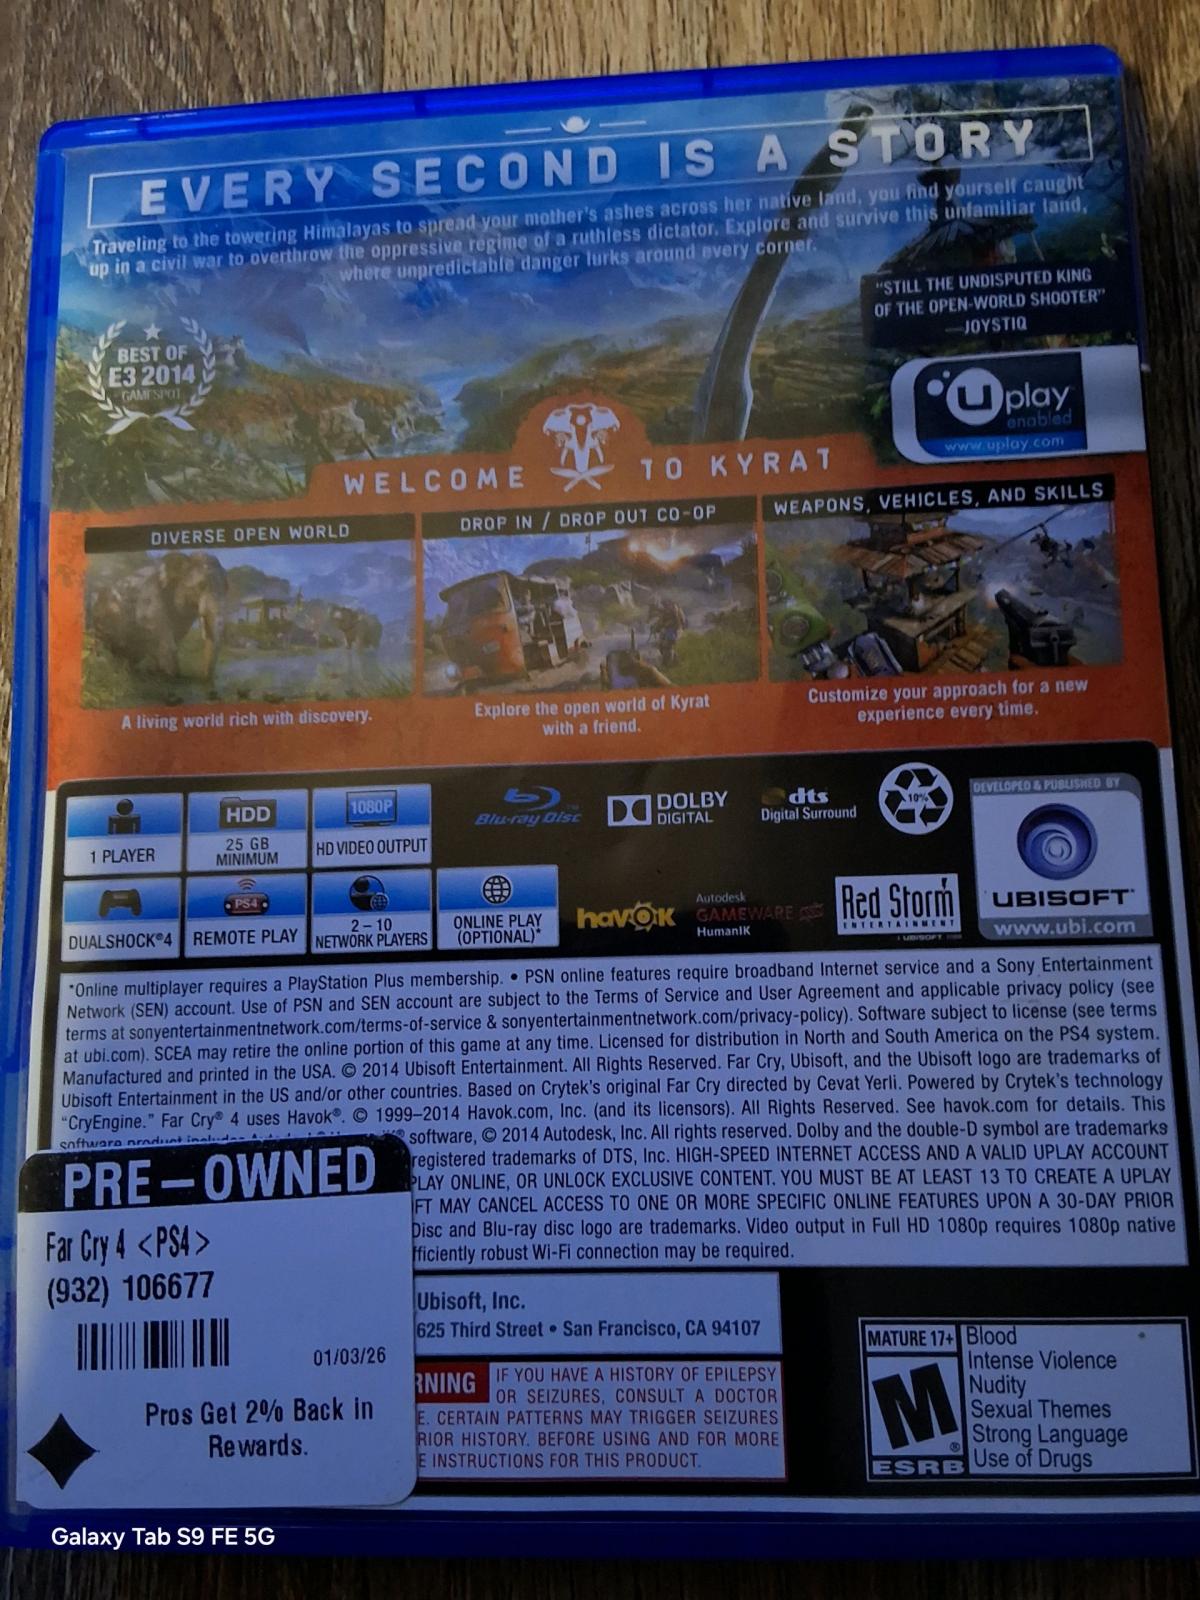 EVERY SECOND IS A STORY
Traveling to the towering Himalayas to spread your mother's ashes across her native land, you find yourself caught
up in a civil war to overthrow the oppressive regime of a ruthless dictator. Explore and survive this unfamiliar land,
where unpredictable danger lurks around every corner.
"STILL THE UNDISPUTED KING
OF THE OPEN-WORLD SHOOTER"
—JOYSTIQ
BEST OF
E3 2014
GAMESPOT
Uplay
enabled
www.uplay.com
WELCOME TO KYRAT
DIVERSE OPEN WORLD
DROP IN / DROP OUT CO-OP
WEAPONS, VEHICLES, AND SKILLS
A living world rich with discovery.
Explore the open world of Kyrat
with a friend.
Customize your approach for a new
experience every time.
1 PLAYER
HDD
25 GB
MINIMUM
1080P
HD VIDEO OUTPUT
Blu-ray Disc™
DOLBY
DIGITAL
dts
Digital Surround
10%
DEVELOPED & PUBLISHED BY
UBISOFT
www.ubi.com
DUALSHOCK®4
PS4
REMOTE PLAY
2 – 10
NETWORK PLAYERS
ONLINE PLAY
(OPTIONAL)*
havok
Autodesk
GAMEWARE
HumanIK
Red Storm
ENTERTAINMENT
A UBISOFT
*Online multiplayer requires a PlayStation Plus membership. • PSN online features require broadband Internet service and a Sony Entertainment
Network (SEN) account. Use of PSN and SEN account are subject to the Terms of Service and User Agreement and applicable privacy policy (see
terms at sonyentertainmentnetwork.com/terms-of-service & sonyentertainmentnetwork.com/privacy-policy). Software subject to license (see terms
at ubi.com). SCEA may retire the online portion of this game at any time. Licensed for distribution in North and South America on the PS4 system.
Manufactured and printed in the USA. © 2014 Ubisoft Entertainment. All Rights Reserved. Far Cry, Ubisoft, and the Ubisoft logo are trademarks of
Ubisoft Entertainment in the US and/or other countries. Based on Crytek's original Far Cry directed by Cevat Yerli. Powered by Crytek's technology
"CryEngine." Far Cry® 4 uses Havok®. © 1999–2014 Havok.com, Inc. (and its licensors). All Rights Reserved. See havok.com for details. This
software product includes software, © 2014 Autodesk, Inc. All rights reserved. Dolby and the double-D symbol are trademarks
registered trademarks of DTS, Inc. HIGH-SPEED INTERNET ACCESS AND A VALID UPLAY ACCOUNT
PLAY ONLINE, OR UNLOCK EXCLUSIVE CONTENT. YOU MUST BE AT LEAST 13 TO CREATE A UPLAY
FT MAY CANCEL ACCESS TO ONE OR MORE SPECIFIC ONLINE FEATURES UPON A 30-DAY PRIOR
Disc and Blu-ray disc logo are trademarks. Video output in Full HD 1080p requires 1080p native
fficiently robust Wi-Fi connection may be required.
PRE–OWNED
Far Cry 4 <PS4>
(932) 106677
01/03/26
Pros Get 2% Back in
Rewards.
Ubisoft, Inc.
625 Third Street • San Francisco, CA 94107
RNING
IF YOU HAVE A HISTORY OF EPILEPSY
OR SEIZURES, CONSULT A DOCTOR
E. CERTAIN PATTERNS MAY TRIGGER SEIZURES
RIOR HISTORY. BEFORE USING AND FOR MORE
E INSTRUCTIONS FOR THIS PRODUCT.
MATURE 17+
M®
ESRB
Blood
Intense Violence
Nudity
Sexual Themes
Strong Language
Use of Drugs
Galaxy Tab S9 FE 5G